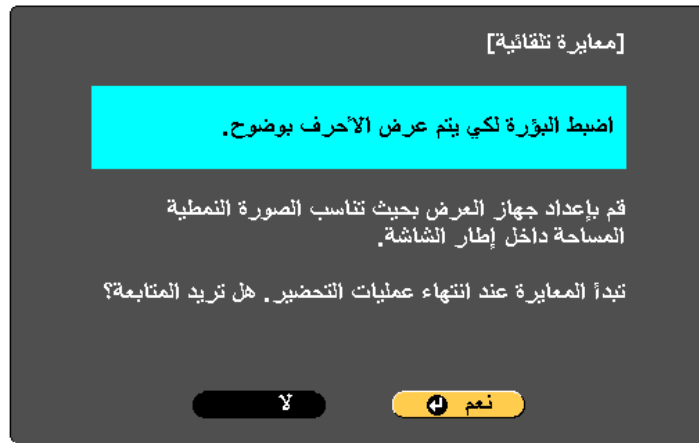 [معايرة تلقائية]
اضبط البؤرة لكي يتم عرض الأحرف بوضوح.
قم بإعداد جهاز العرض بحيث تناسب الصورة النمطية
المساحة داخل إطار الشاشة.
تبدأ المعايرة عند انتهاء عمليات التحضير. هل تريد المتابعة؟
نعم
لا